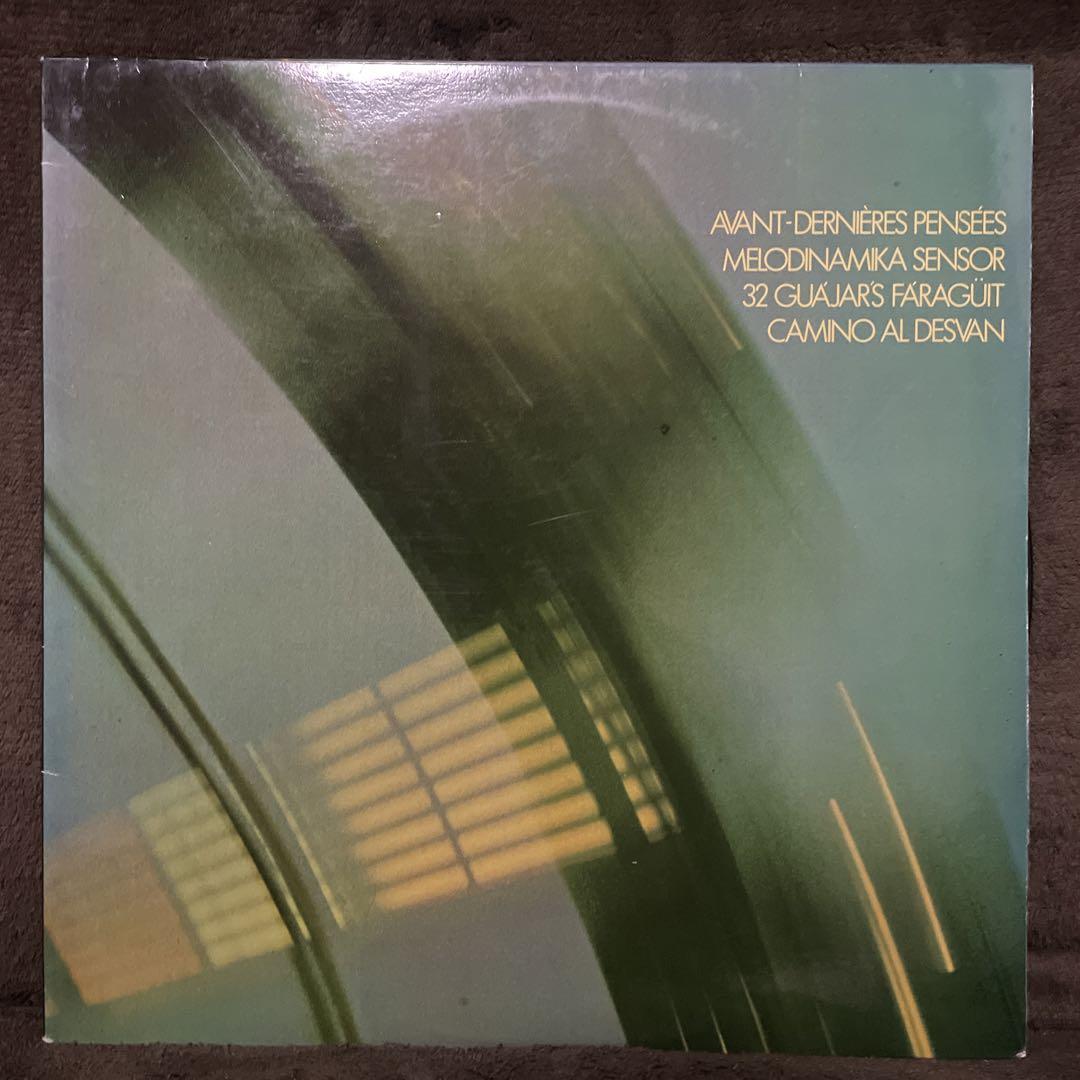 AVANT-DERNIÈRES PENSÉES
MELODINAMIKA SENSOR
32 GUÁJAR'S FÁRAGÜIT
CAMINO AL DESVAN